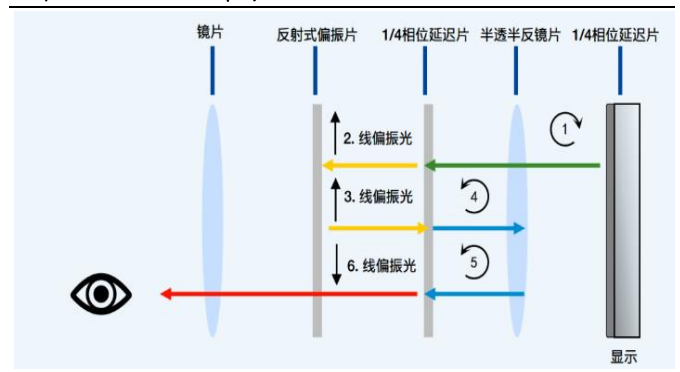 镜片 反射式偏振片 1/4相位延迟片 半透半反镜片 1/4相位延迟片
1
2. 线偏振光
3. 线偏振光
4
5
6. 线偏振光
显示